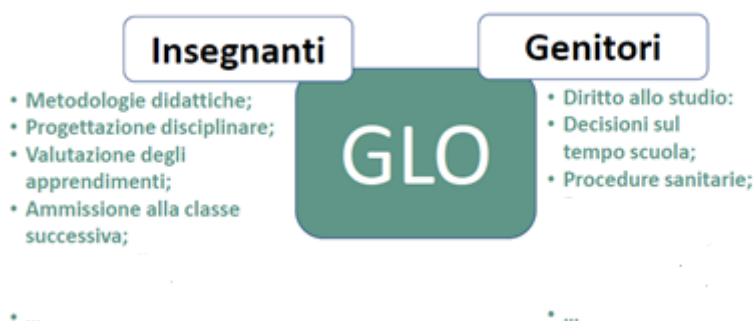 Insegnanti
• Metodologie didattiche;
• Progettazione disciplinare;
• Valutazione degli
apprendimenti;
• Ammissione alla classe
successiva;
• ...
GLO
Genitori
• Diritto allo studio:
• Decisioni sul
tempo scuola;
• Procedure sanitarie;
• ...